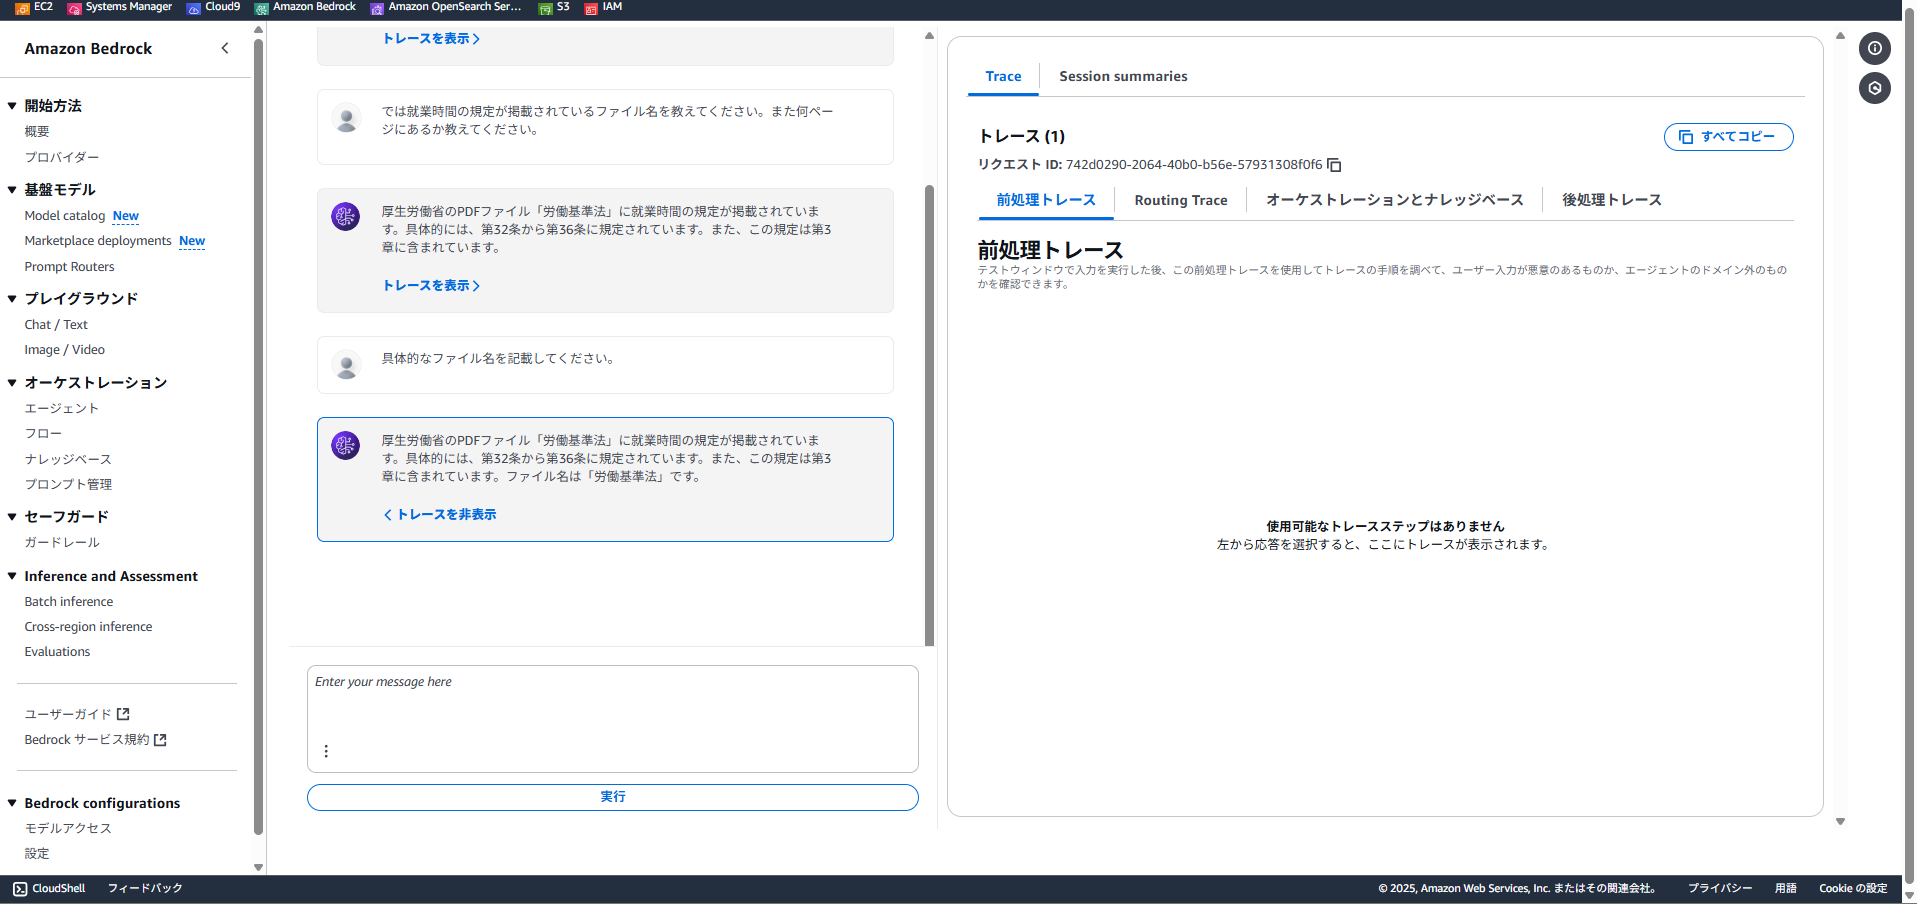 EC2 Systems Manager Cloud9 Amazon Bedrock Amazon OpenSearch Ser... S3 IAM
Amazon Bedrock
開始方法
概要
プロバイダー
基盤モデル
Model catalog New
Marketplace deployments New
Prompt Routers
プレイグラウンド
Chat / Text
Image / Video
オーケストレーション
エージェント
フロー
ナレッジベース
プロンプト管理
セーフガード
ガードレール
Inference and Assessment
Batch inference
Cross-region inference
Evaluations
ユーザーガイド
Bedrock サービス規約
Bedrock configurations
モデルアクセス
設定
トレースを表示
では就業時間の規定が掲載されているファイル名を教えてください。また何ペー
ジにあるか教えてください。
厚生労働省のPDFファイル「労働基準法」に就業時間の規定が掲載されていま
す。具体的には、第32条から第36条に規定されています。また、この規定は第3
章に含まれています。
トレースを表示
具体的なファイル名を記載してください。
厚生労働省のPDFファイル「労働基準法」に就業時間の規定が掲載されていま
す。具体的には、第32条から第36条に規定されています。また、この規定は第3
章に含まれています。ファイル名は「労働基準法」です。
トレースを非表示
Enter your message here
実行
Trace Session summaries
トレース (1)
すべてコピー
リクエスト ID: 742d0290-2064-40b0-b56e-57931308f0f6
前処理トレース Routing Trace オーケストレーションとナレッジベース 後処理トレース
前処理トレース
テストウィンドウで入力を実行した後、この前処理トレースを使用してトレースの手順を調べて、ユーザー入力が悪意のあるものか、エージェントのドメイン外のもの
かを確認できます。
使用可能なトレースステップはありません
左から応答を選択すると、ここにトレースが表示されます。
CloudShell フィードバック © 2025, Amazon Web Services, Inc. またはその関連会社。 プライバシー 用語 Cookie の設定